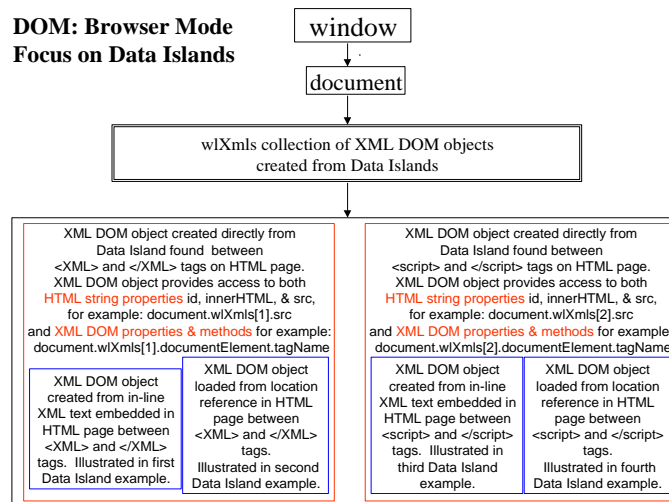 DOM: Browser Mode
Focus on Data Islands
window
document
wlXmls collection of XML DOM objects
created from Data Islands
XML DOM object created directly from
Data Island found between
<XML> and </XML> tags on HTML page.
XML DOM object provides access to both
HTML string properties id, innerHTML, & src,
for example: document.wlXmls[1].src
and XML DOM properties & methods for example:
document.wlXmls[1].documentElement.tagName
XML DOM object
created from in-line
XML text embedded in
HTML page between
<XML> and </XML>
tags. Illustrated in first
Data Island example.
XML DOM object
loaded from location
reference in HTML
page between
<XML> and </XML>
tags.
Illustrated in second
Data Island example.
XML DOM object created directly from
Data Island found between
<script> and </script> tags on HTML page.
XML DOM object provides access to both
HTML string properties id, innerHTML, & src,
for example: document.wlXmls[2].src
and XML DOM properties & methods for example
document.wlXmls[2].documentElement.tagName
XML DOM object
created from in-line
XML text embedded in
HTML page between
<script> and </script>
tags. Illustrated in
third Data Island
example.
XML DOM object
loaded from location
reference in HTML
page between
<script> and </script>
tags.
Illustrated in fourth
Data Island example.